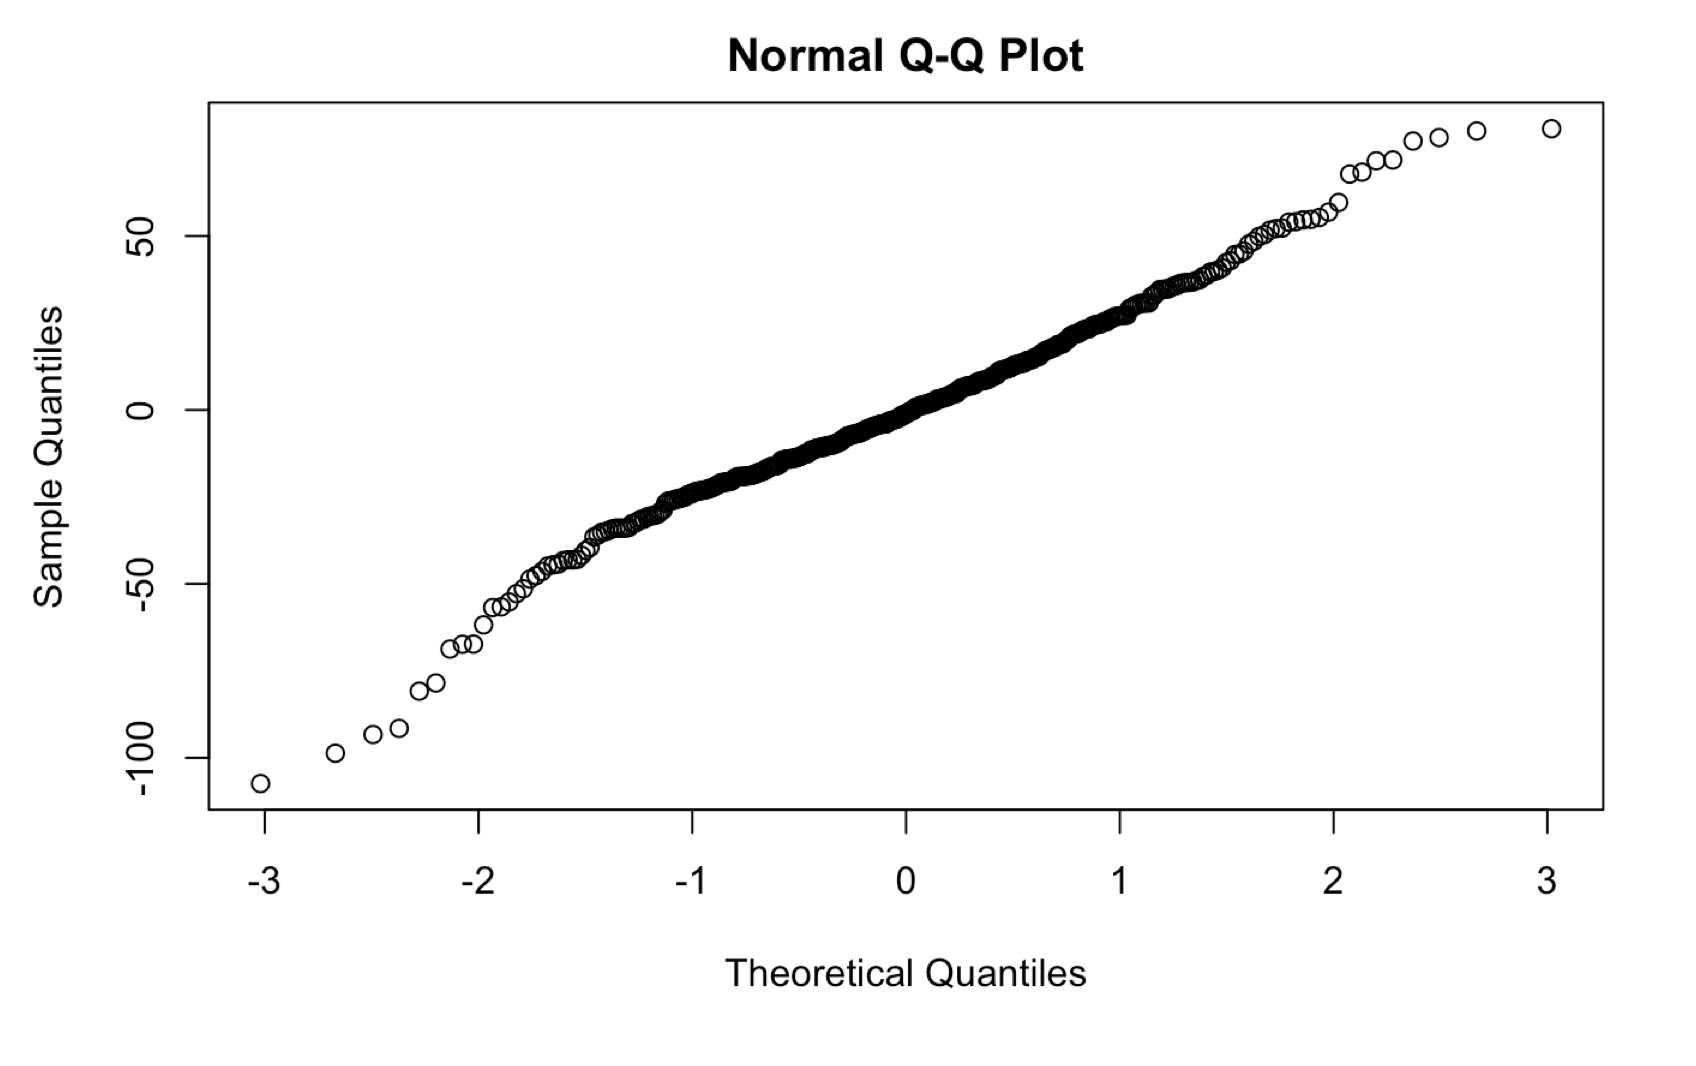 Normal Q-Q Plot
Sample Quantiles
50
0
-50
-100
-3 -2 -1 0 1 2 3
Theoretical Quantiles